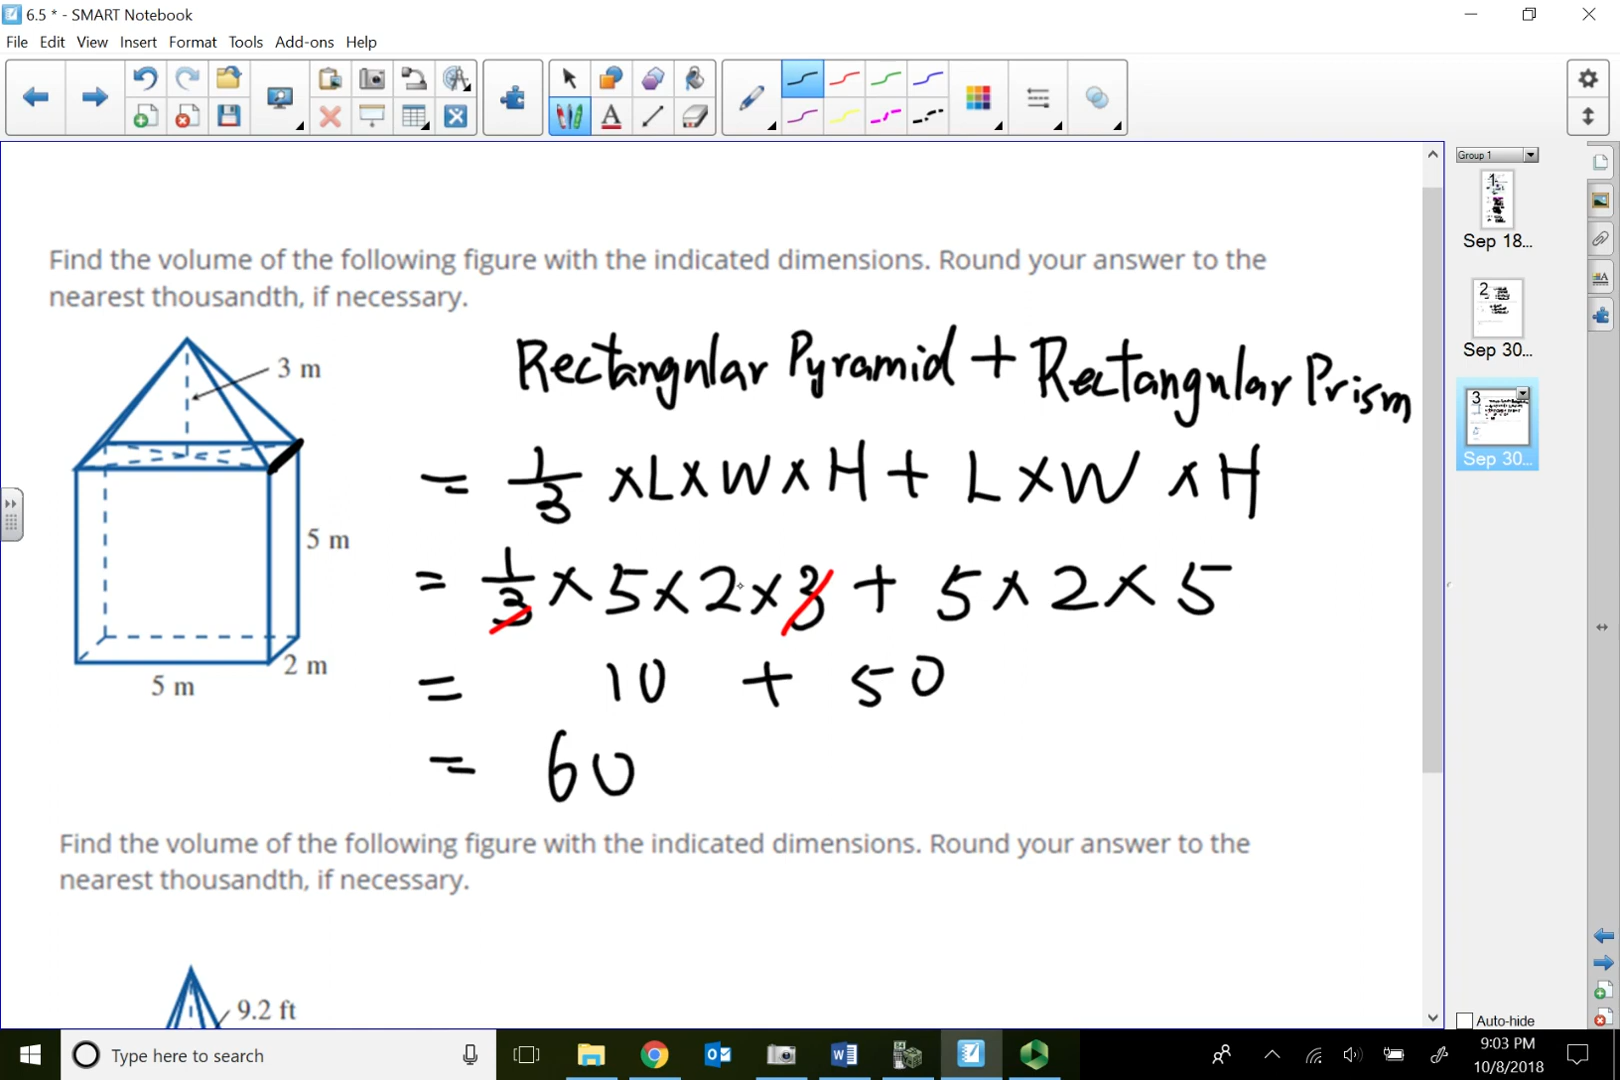 6.5 * - SMART Notebook
File Edit View Insert Format Tools Add-ons Help
Group 1
Find the volume of the following figure with the indicated dimensions. Round your answer to the
nearest thousandth, if necessary.
3 m
5 m
2 m
5 m
Rectangular Pyramid + Rectangular Prism
= 1/3 × L × W × H + L × W × H
= 1/3 × 5 × 2 × 3 + 5 × 2 × 5
= 10 + 50
= 60
Find the volume of the following figure with the indicated dimensions. Round your answer to the
nearest thousandth, if necessary.
9.2 ft
1
Sep 18...
2
Sep 30...
3
Sep 30...
Auto-hide
Type here to search
9:03 PM
10/8/2018